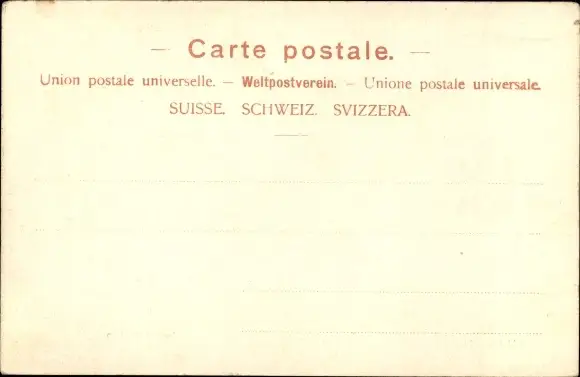 — Carte postale. —
Union postale universelle. — Weltpostverein. — Unione postale universale.
SUISSE. SCHWEIZ. SVIZZERA.